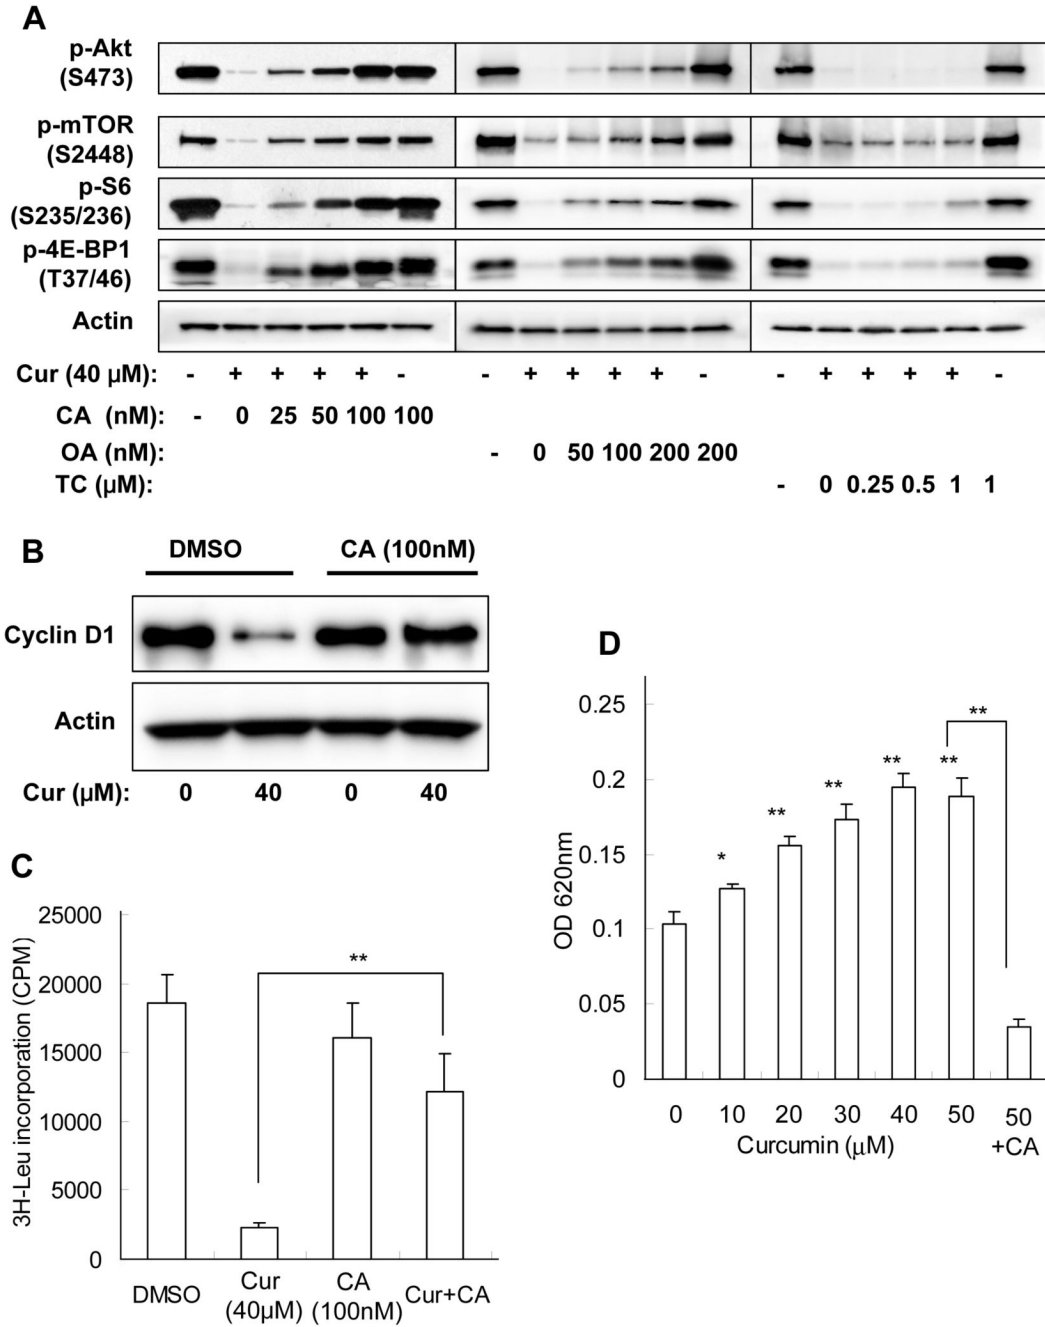 A
p-Akt
(S473)
p-mTOR
(S2448)
p-S6
(S235/236)
p-4E-BP1
(T37/46)
Actin
Cur (40 µM): - + + + + - - + + + + - - + + + + -
CA (nM): - 0 25 50 100 100
OA (nM): - 0 50 100 200 200
TC (µM): - 0 0.25 0.5 1 1
B
DMSO CA (100nM)
Cyclin D1
Actin
Cur (µM): 0 40 0 40
C
25000
20000
15000
10000
5000
0
3H-Leu incorporation (CPM)
**
DMSO Cur (40µM) CA (100nM) Cur+CA
D
0.25
0.2
0.15
0.1
0.05
0
OD 620nm
* ** ** ** ** **
0 10 20 30 40 50 50 +CA
Curcumin (µM)